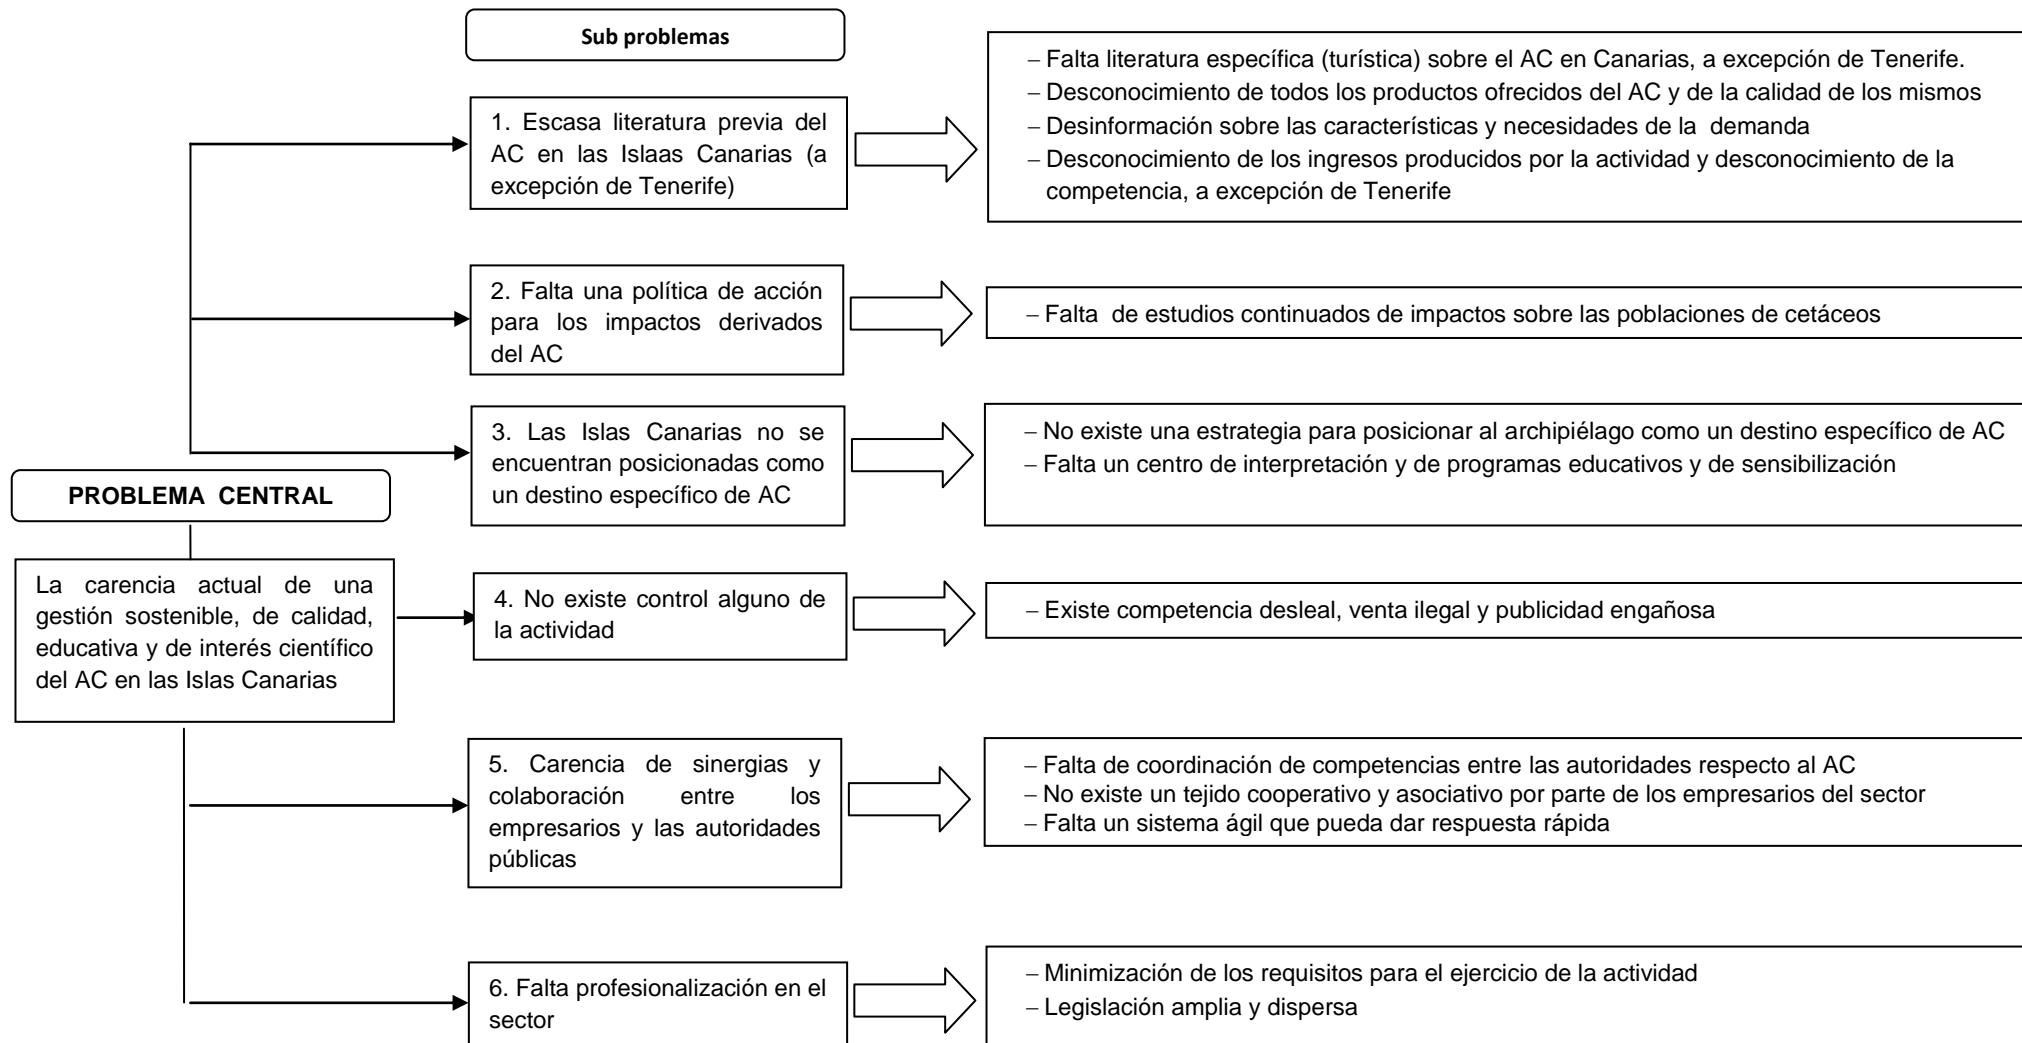 Sub problemas
1. Escasa literatura previa del
AC en las Islaas Canarias (a
excepción de Tenerife)
– Falta literatura específica (turística) sobre el AC en Canarias, a excepción de Tenerife.
– Desconocimiento de todos los productos ofrecidos del AC y de la calidad de los mismos
– Desinformación sobre las características y necesidades de la demanda
– Desconocimiento de los ingresos producidos por la actividad y desconocimiento de la
competencia, a excepción de Tenerife
2. Falta una política de acción
para los impactos derivados
del AC
– Falta de estudios continuados de impactos sobre las poblaciones de cetáceos
3. Las Islas Canarias no se
encuentran posicionadas como
un destino específico de AC
– No existe una estrategia para posicionar al archipiélago como un destino específico de AC
– Falta un centro de interpretación y de programas educativos y de sensibilización
PROBLEMA CENTRAL
La carencia actual de una
gestión sostenible, de calidad,
educativa y de interés científico
del AC en las Islas Canarias
4. No existe control alguno de
la actividad
– Existe competencia desleal, venta ilegal y publicidad engañosa
5. Carencia de sinergias y
colaboración entre los
empresarios y las autoridades
públicas
– Falta de coordinación de competencias entre las autoridades respecto al AC
– No existe un tejido cooperativo y asociativo por parte de los empresarios del sector
– Falta un sistema ágil que pueda dar respuesta rápida
6. Falta profesionalización en el
sector
– Minimización de los requisitos para el ejercicio de la actividad
– Legislación amplia y dispersa